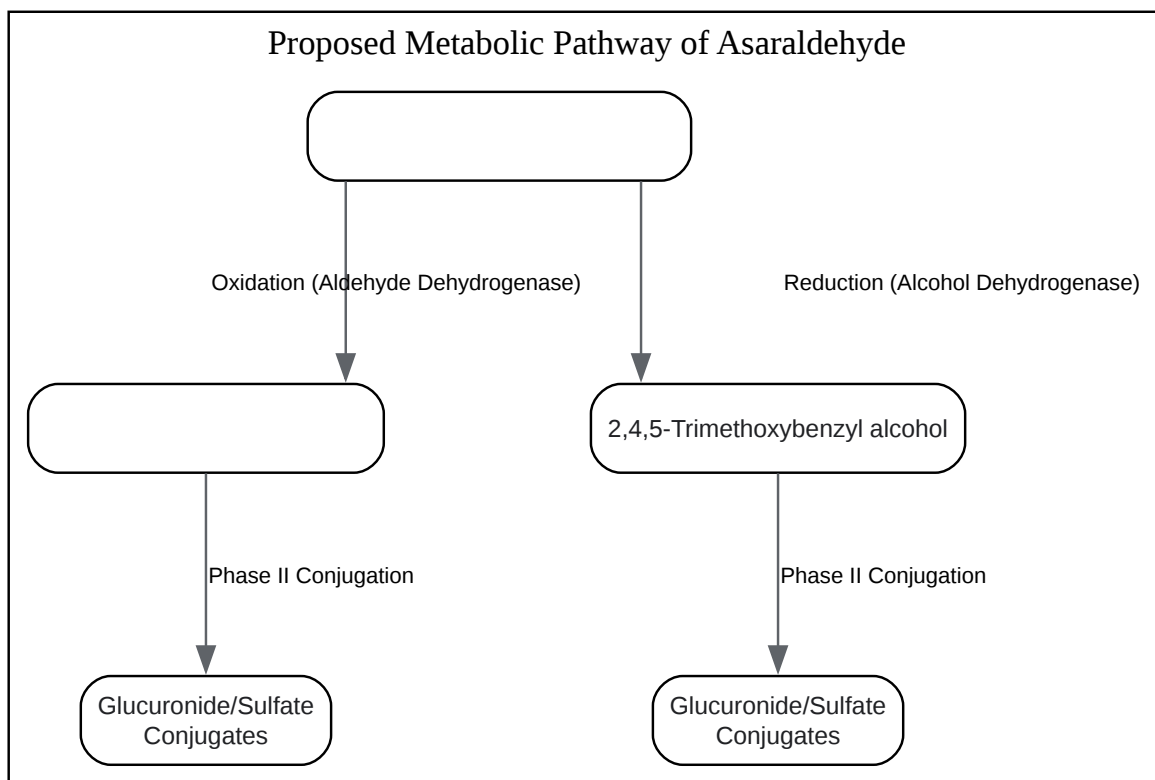 Proposed Metabolic Pathway of Asaraldehyde
Oxidation (Aldehyde Dehydrogenase)
Reduction (Alcohol Dehydrogenase)
2,4,5-Trimethoxybenzyl alcohol
Phase II Conjugation
Phase II Conjugation
Glucuronide/Sulfate
Conjugates
Glucuronide/Sulfate
Conjugates